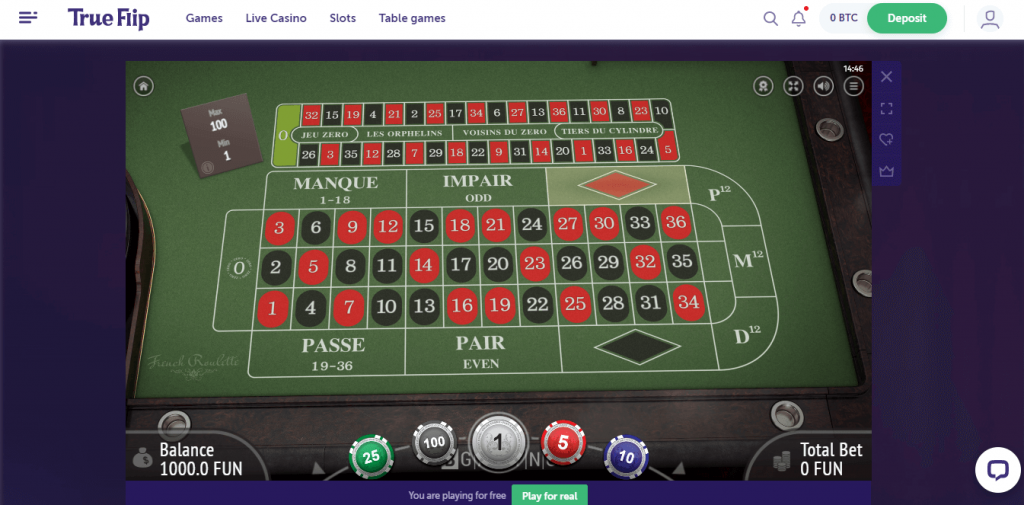 True Flip
Games
Live Casino
Slots
Table games
0 BTC
Deposit
14:46
Max
100
Min
1
0
32 15 19 4 21 2 25 17 34 6 27 13 36 11 30 8 23 10
JEU ZERO LES ORPHELINS VOISINS DU ZERO TIERS DU CYLINDRE
26 3 35 12 28 7 29 18 22 9 31 14 20 1 33 16 24 5
MANQUE
1-18
IMPAIR
ODD
P12
3 6 9 12 15 18 21 24 27 30 33 36
0
2 5 8 11 14 17 20 23 26 29 32 35
M12
1 4 7 10 13 16 19 22 25 28 31 34
D12
PASSE
19-36
PAIR
EVEN
French Roulette
Balance
1000.0 FUN
25
100
1
5
10
Total Bet
0 FUN
You are playing for free
Play for real